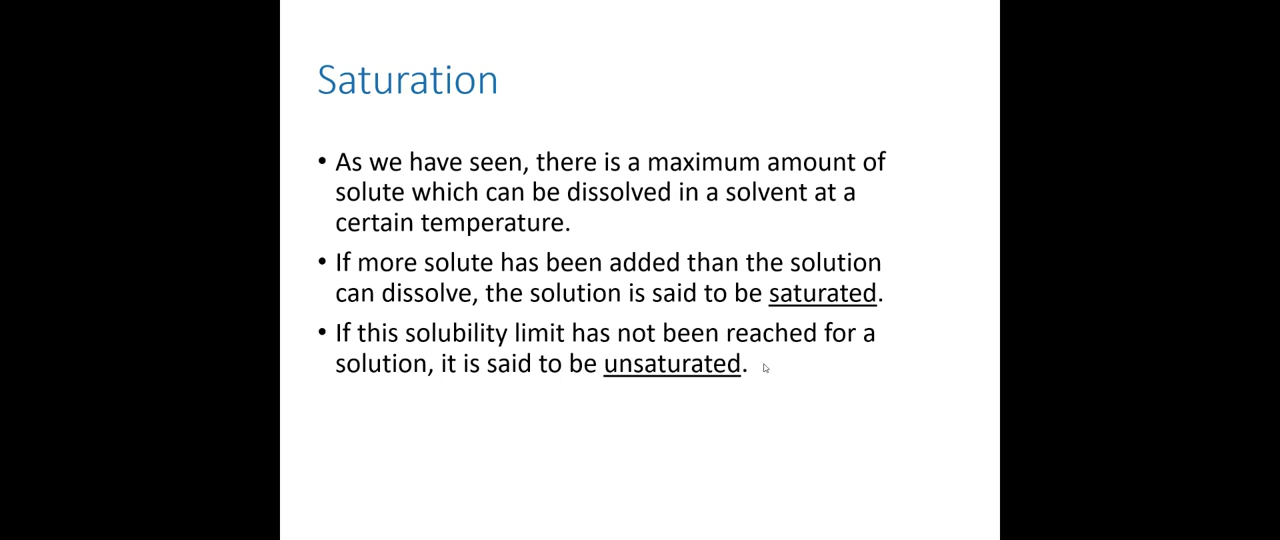 Saturation
• As we have seen, there is a maximum amount of
solute which can be dissolved in a solvent at a
certain temperature.
• If more solute has been added than the solution
can dissolve, the solution is said to be saturated.
• If this solubility limit has not been reached for a
solution, it is said to be unsaturated.